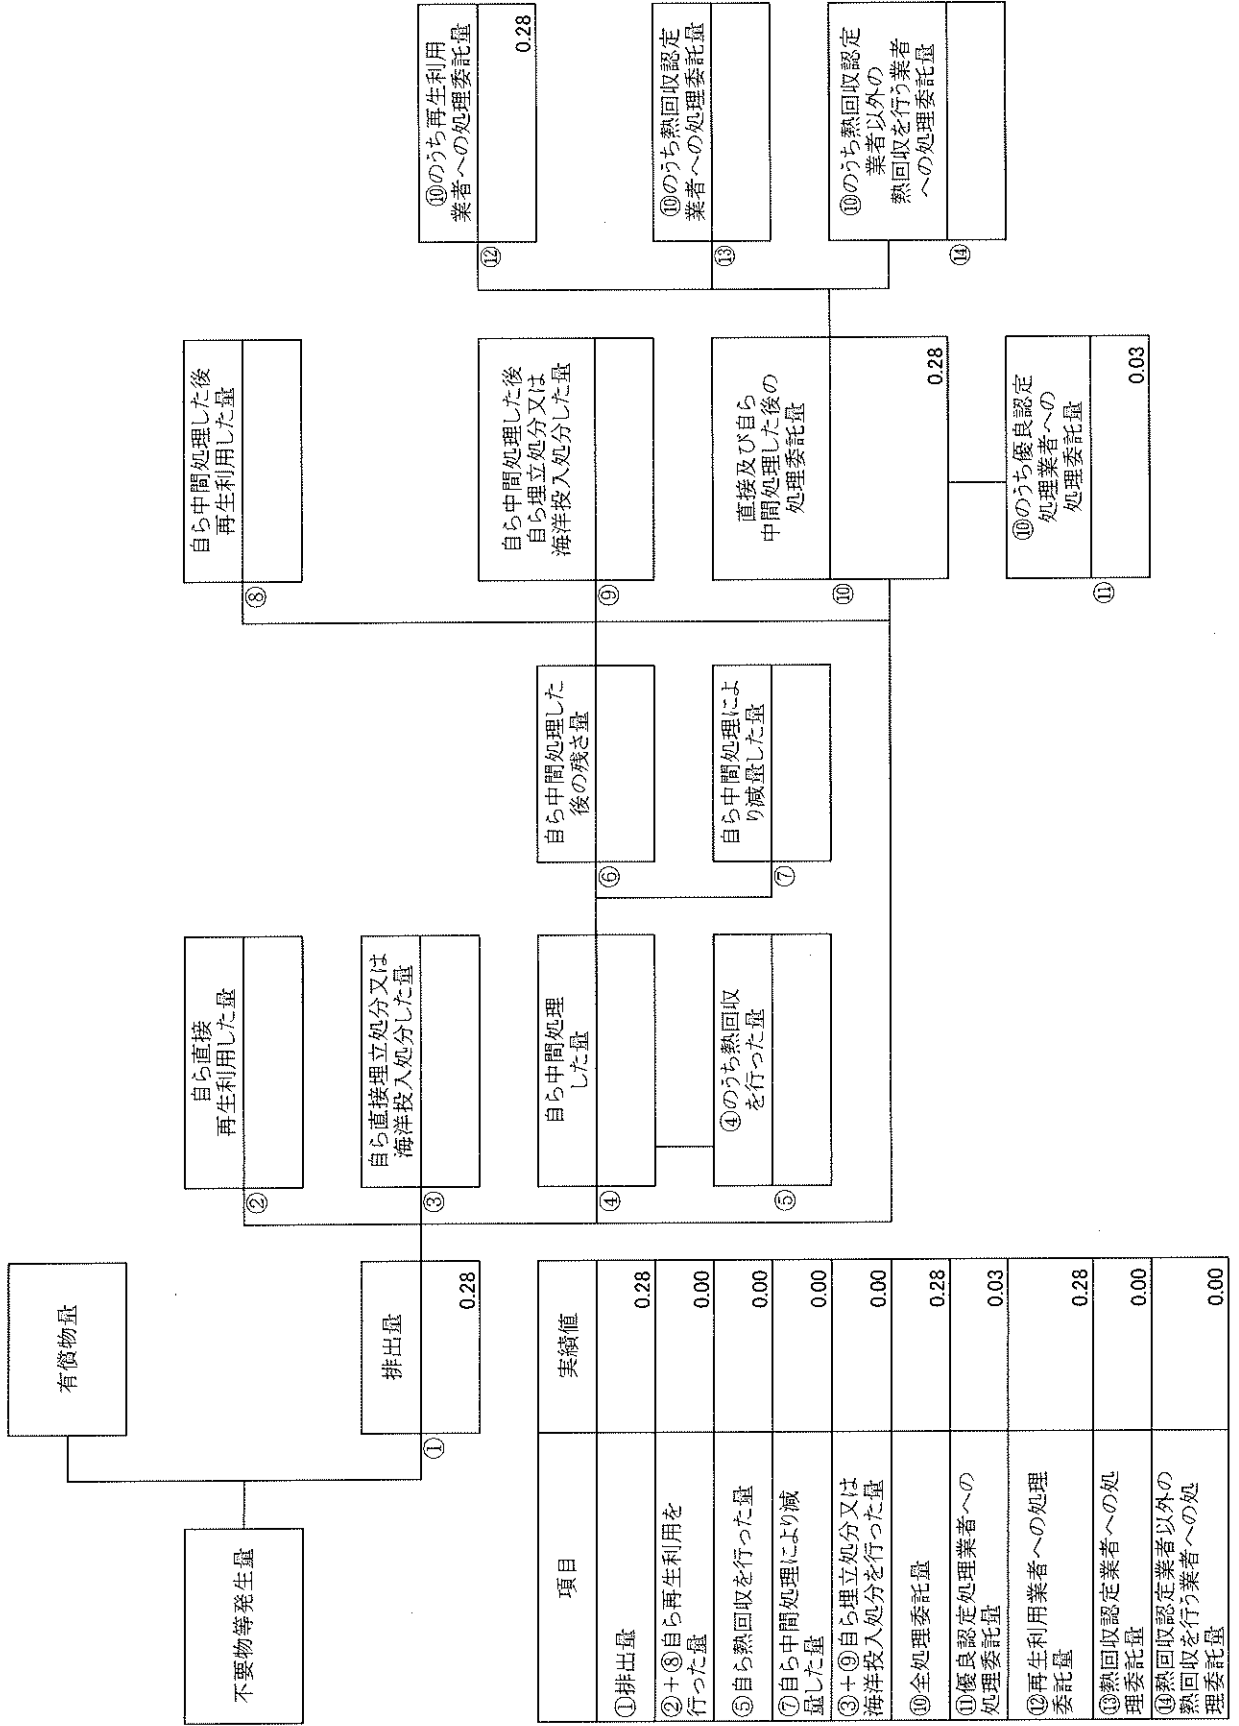 不要物等発生量
有償物量
排出量
①
0.28
②
自ら直接
再生利用した量
③
自ら直接埋立処分又は
海洋投入処分した量
④
自ら中間処理
した量
⑤
④のうち熱回収
を行った量
⑥
自ら中間処理した
後の残さ量
⑦
自ら中間処理によ
り減量した量
⑧
自ら中間処理した後
再生利用した量
⑨
自ら中間処理した後
自ら埋立処分又は
海洋投入処分した量
⑩
直接及び自ら
中間処理した後の
処理委託量
0.28
⑪
⑩のうち優良認定
処理業者への
処理委託量
0.03
⑫
⑩のうち再生利用
業者への処理委託量
0.28
⑬
⑩のうち熱回収認定
業者への処理委託量
⑭
⑩のうち熱回収認定
業者以外の
熱回収を行う業者
への処理委託量
項目
実績値
①排出量
0.28
②+⑧自ら再生利用を
行った量
0.00
⑤自ら熱回収を行った量
0.00
⑦自ら中間処理により減
量した量
0.00
③+⑨自ら埋立処分又は
海洋投入処分を行った量
0.00
⑩全処理委託量
0.28
⑪優良認定処理業者への
処理委託量
0.03
⑫再生利用業者への処理
委託量
0.28
⑬熱回収認定業者への処
理委託量
0.00
⑭熱回収認定業者以外の
熱回収を行う業者への処
理委託量
0.00